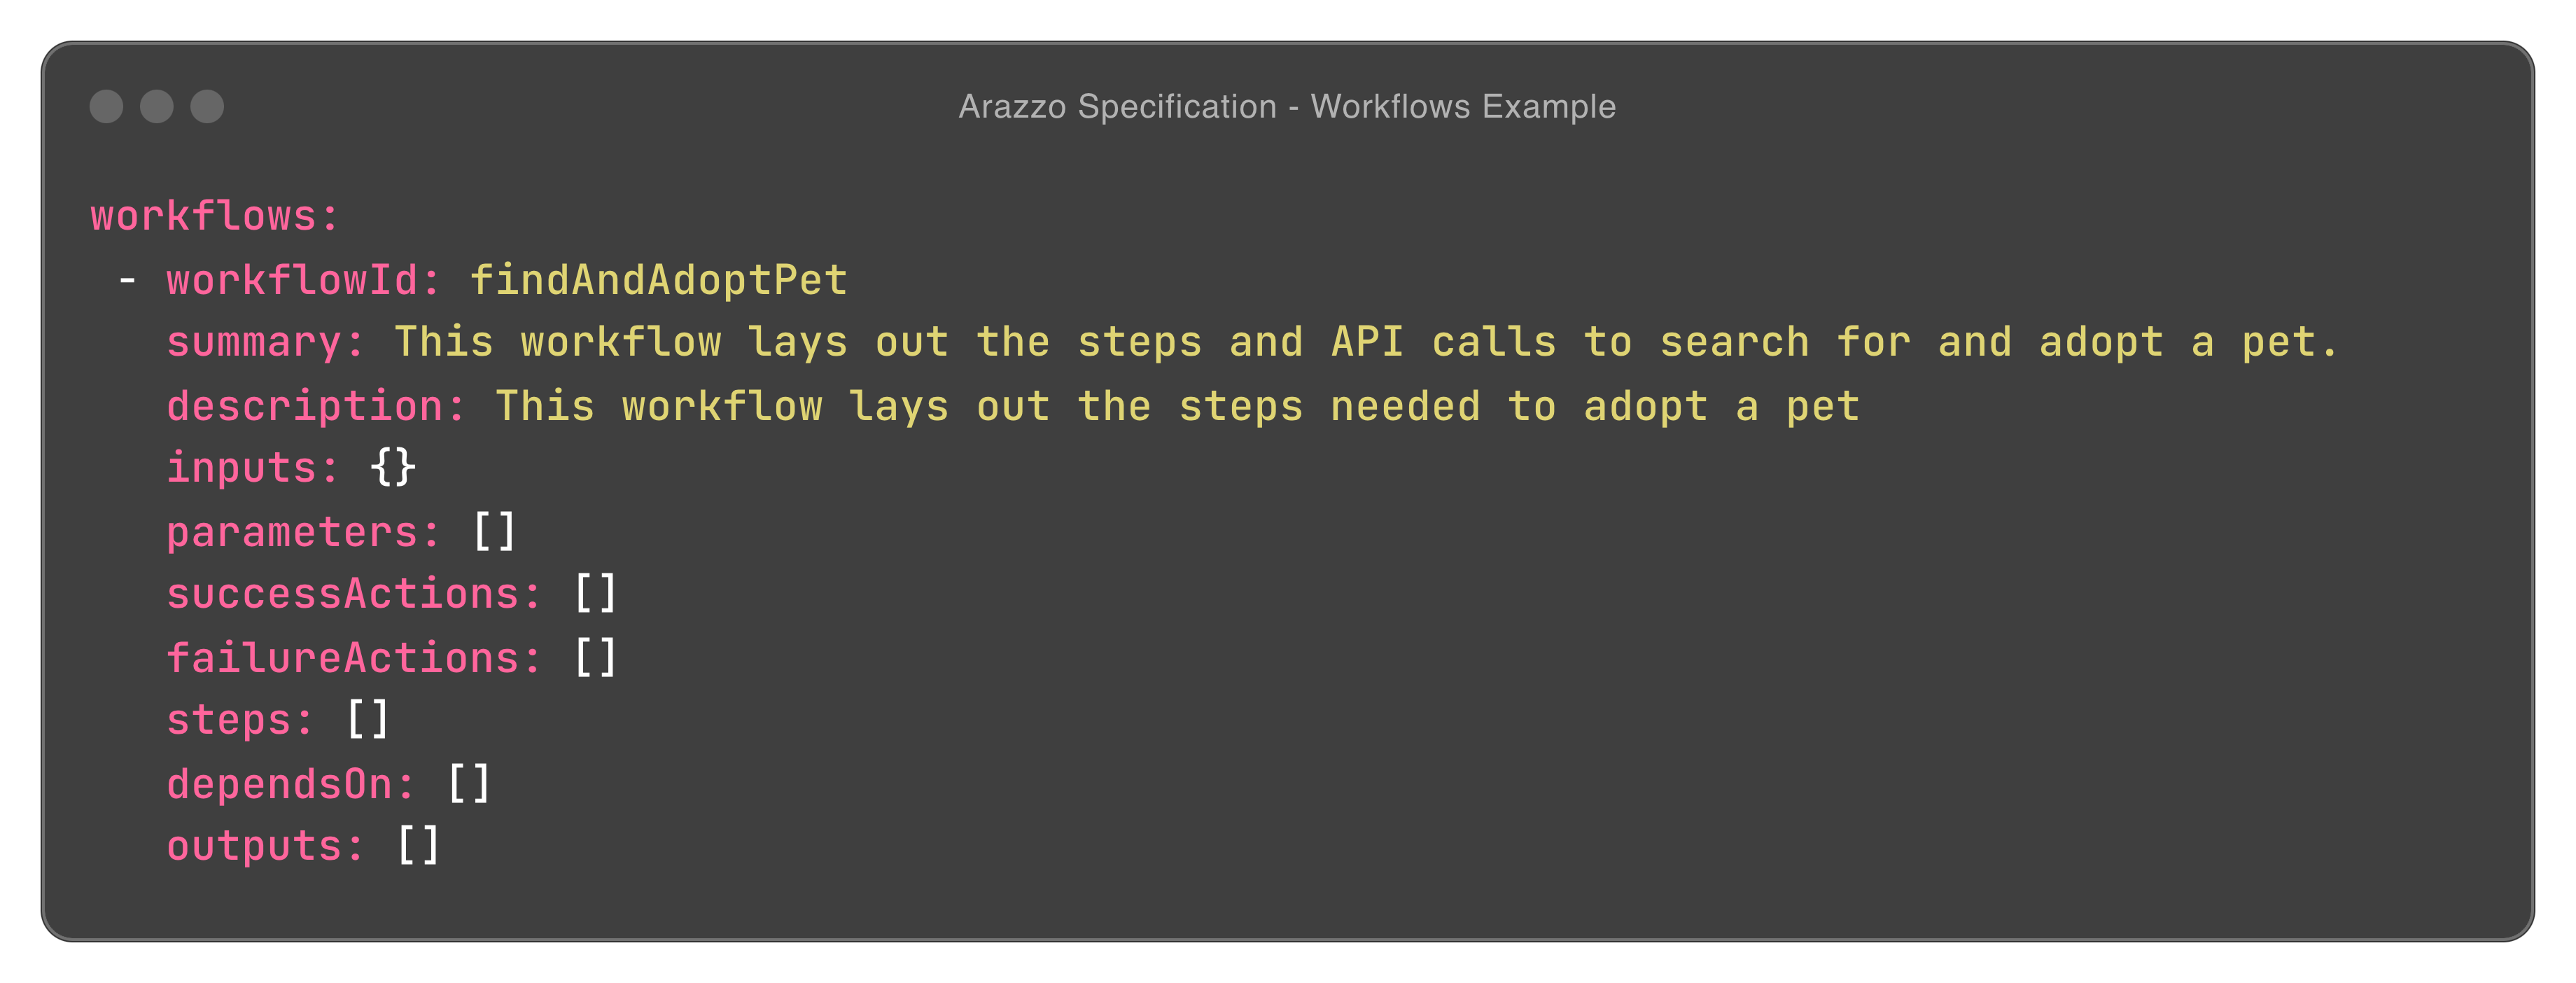 Arazzo Specification - Workflows Example
workflows:
 - workflowId: findAndAdoptPet
   summary: This workflow lays out the steps and API calls to search for and adopt a pet.
   description: This workflow lays out the steps needed to adopt a pet
   inputs: {}
   parameters: []
   successActions: []
   failureActions: []
   steps: []
   dependsOn: []
   outputs: []